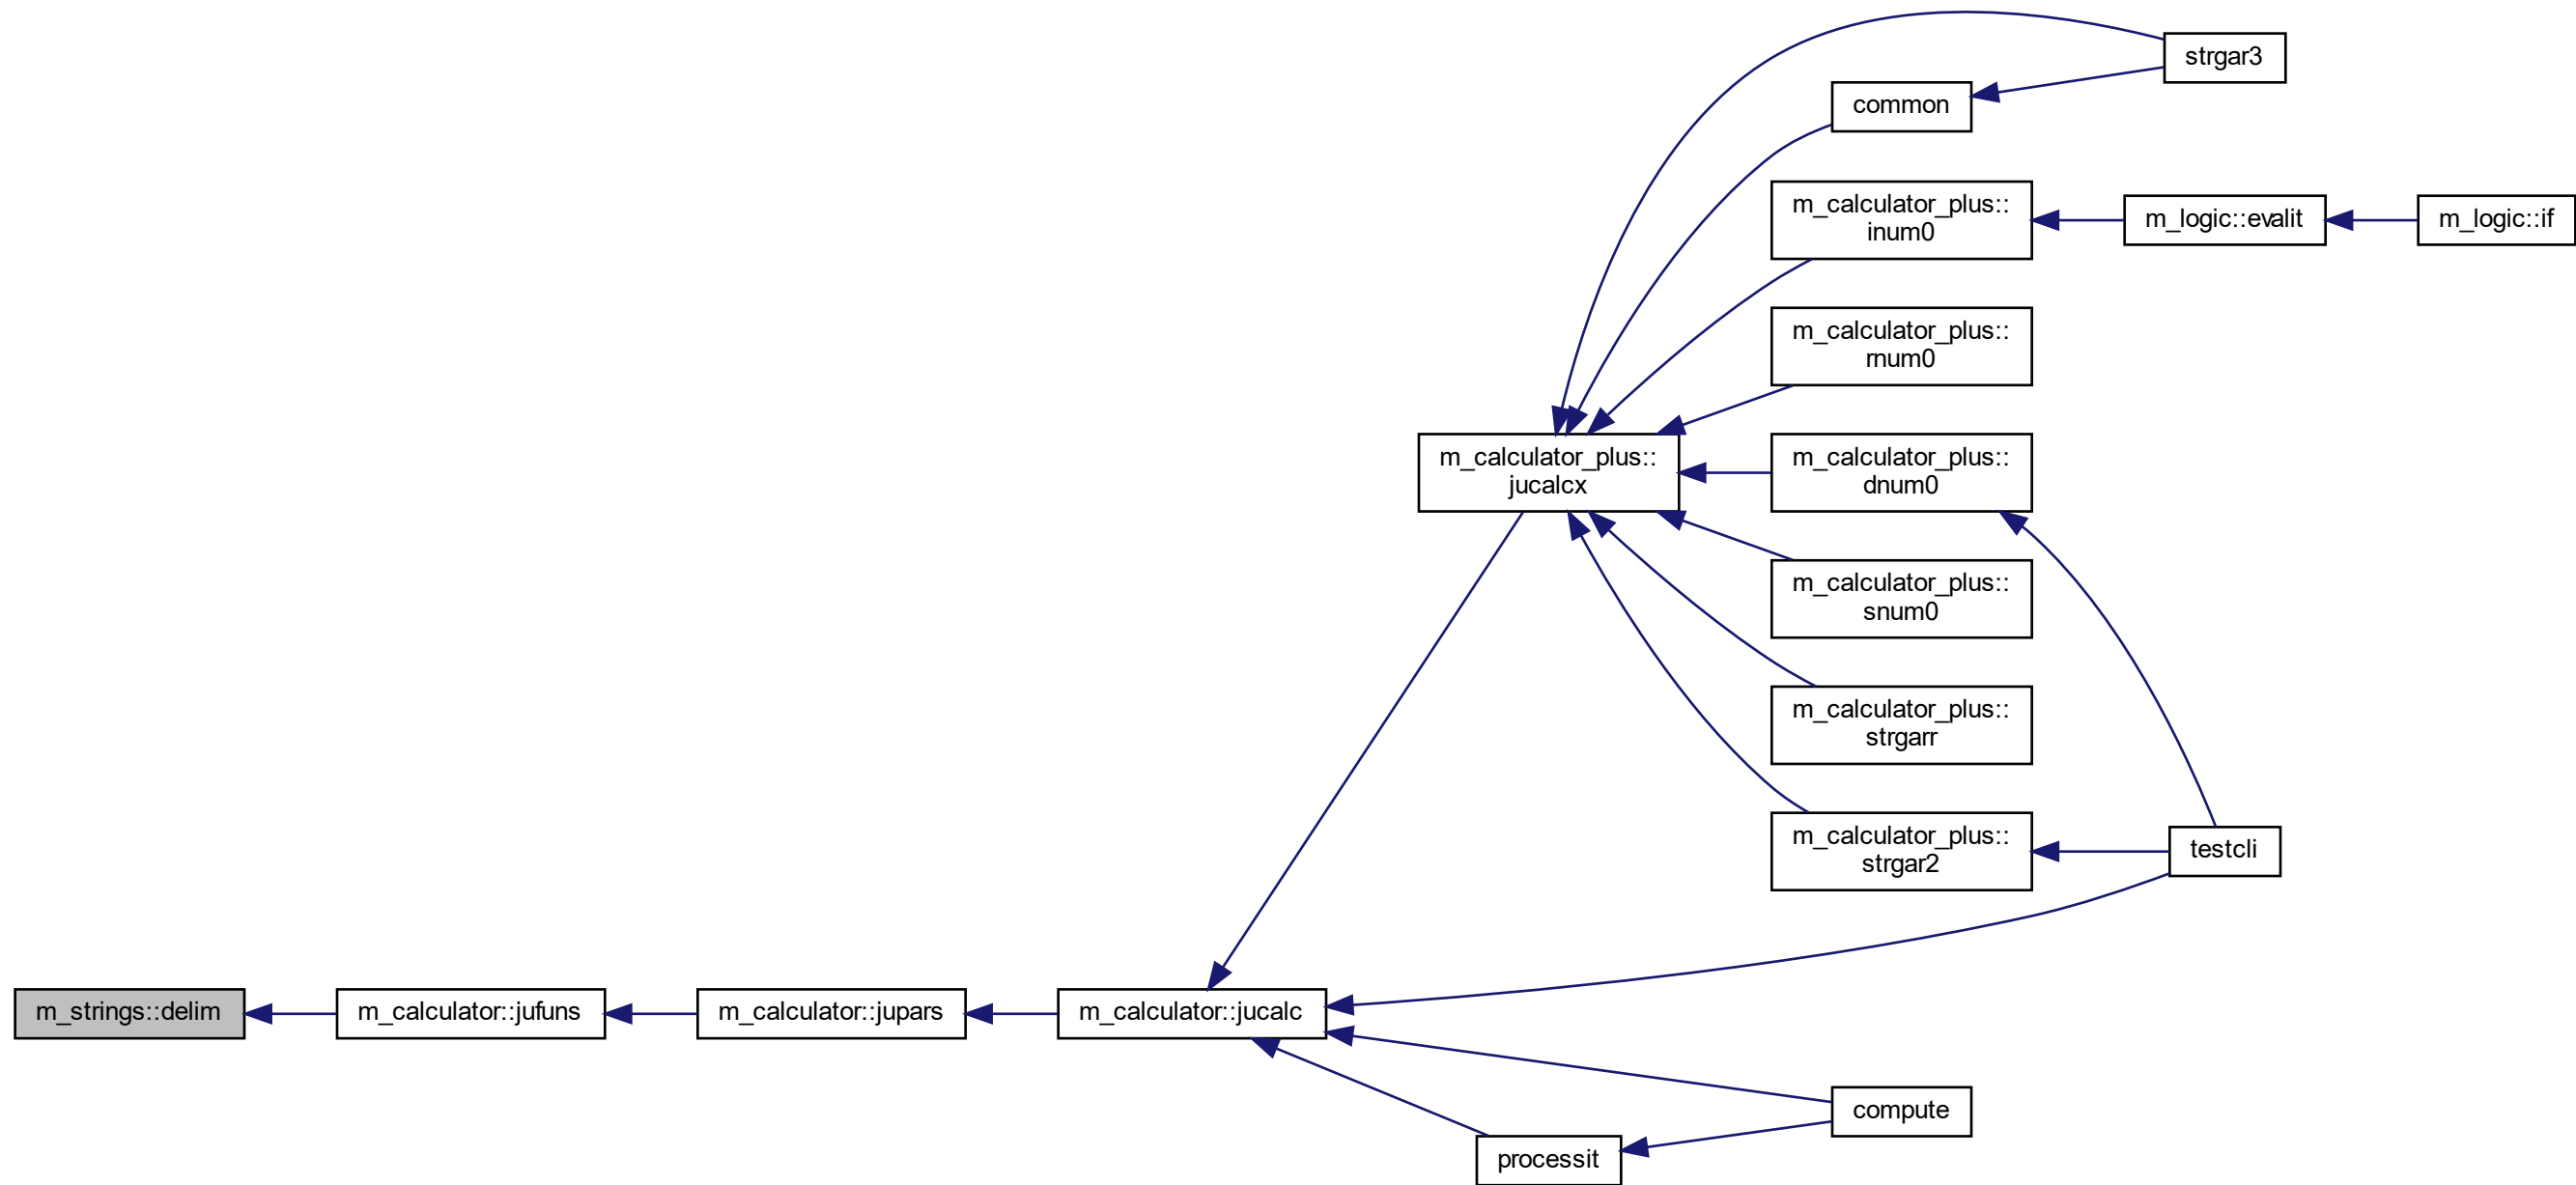 strgar3
common
m_calculator_plus::
inum0
m_logic::evalit
m_logic::if
m_calculator_plus::
rnum0
m_calculator_plus::
jucalcx
m_calculator_plus::
dnum0
m_calculator_plus::
snum0
m_calculator_plus::
strgarr
m_calculator_plus::
strgar2
testcli
m_strings::delim
m_calculator::jufuns
m_calculator::jupars
m_calculator::jucalc
compute
processit